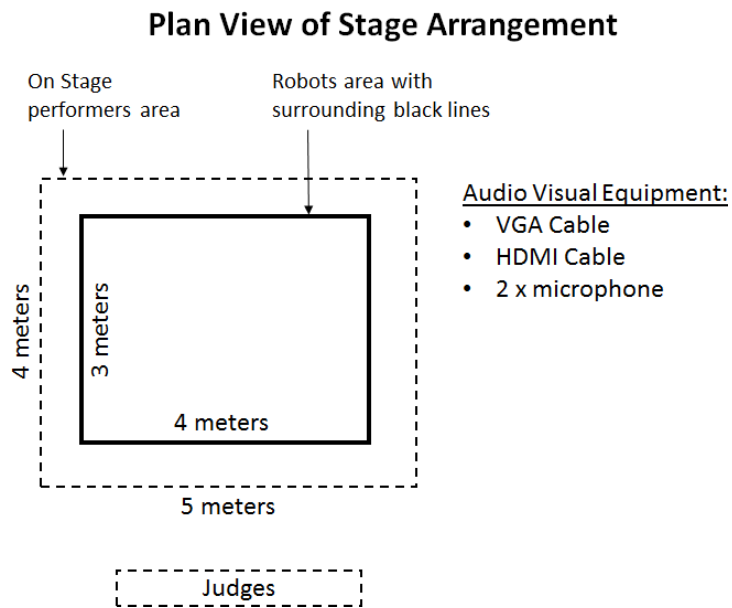 Plan View of Stage Arrangement
On Stage
performers area
Robots area with
surrounding black lines
Audio Visual Equipment:
• VGA Cable
• HDMI Cable
• 2 x microphone
4 meters
3 meters
4 meters
5 meters
Judges